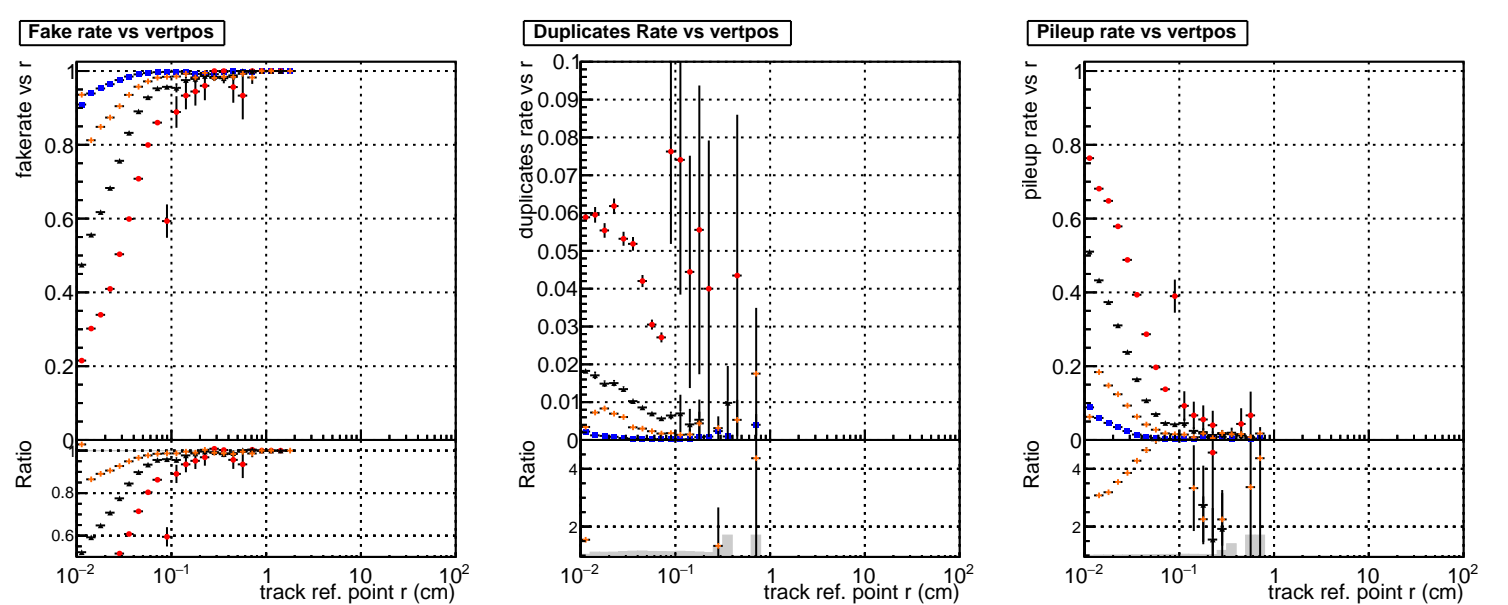 Fake rate vs vertpos
fakerate vs r
1
0.8
0.6
0.4
0.2
0
Ratio
1
0.8
0.6
10⁻² 10⁻¹ 1 10 10²
track ref. point r (cm)
Duplicates Rate vs vertpos
duplicates rate vs r
0.1
0.09
0.08
0.07
0.06
0.05
0.04
0.03
0.02
0.01
0
Ratio
4
2
10⁻² 10⁻¹ 1 10 10²
track ref. point r (cm)
Pileup rate vs vertpos
pileup rate vs r
1
0.8
0.6
0.4
0.2
0
Ratio
4
2
10⁻² 10⁻¹ 1 10 10²
track ref. point r (cm)